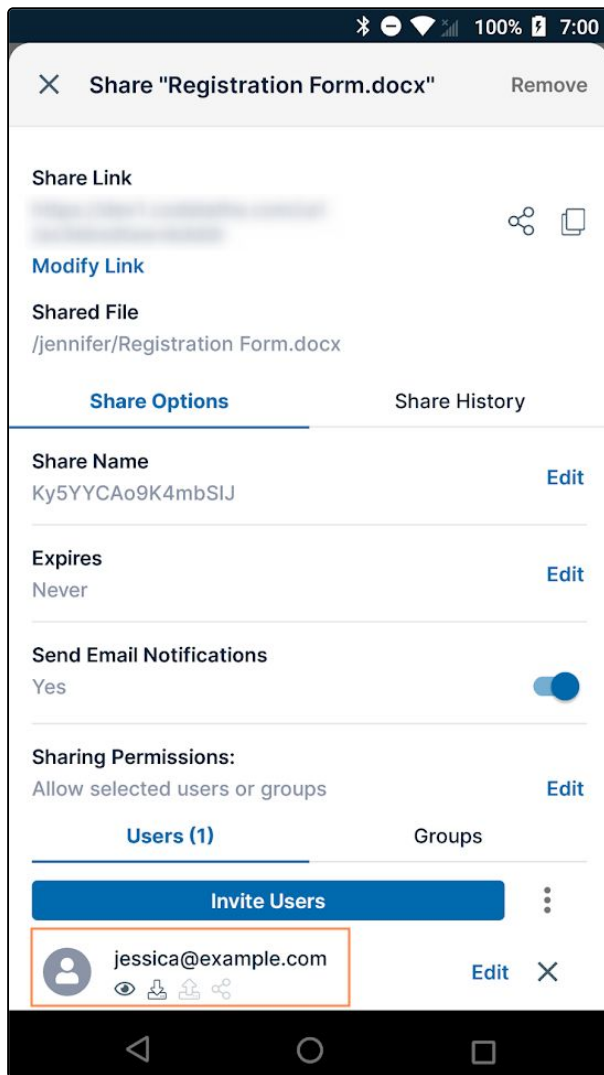 100% 7:00
Share "Registration Form.docx" Remove
Share Link
Modify Link
Shared File
/jennifer/Registration Form.docx
Share Options Share History
Share Name
Ky5YYCAo9K4mbSIJ Edit
Expires
Never Edit
Send Email Notifications
Yes
Sharing Permissions:
Allow selected users or groups Edit
Users (1) Groups
Invite Users
jessica@example.com
Edit